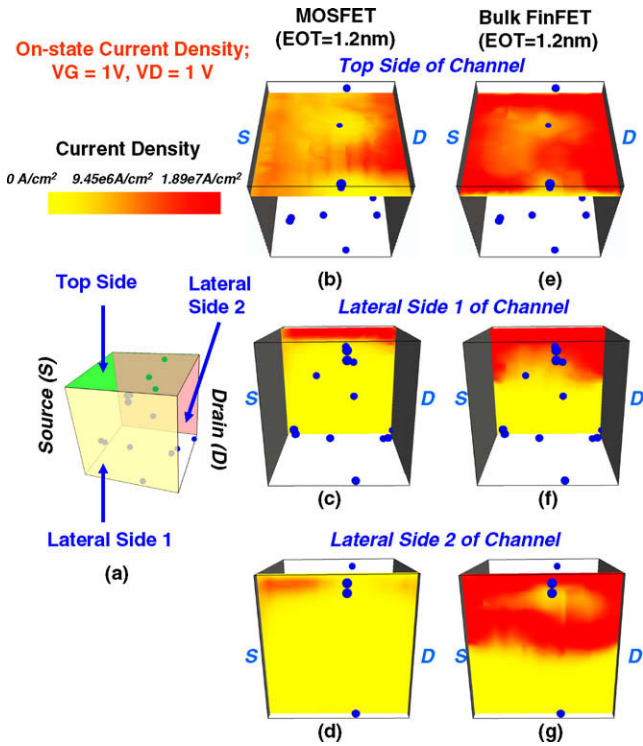 On-state Current Density;
VG = 1V, VD = 1 V
MOSFET
(EOT=1.2nm)
Bulk FinFET
(EOT=1.2nm)
Top Side of Channel
S
D
Current Density
0 A/cm² 9.45e6A/cm² 1.89e7A/cm²
(b)
(e)
Top Side
Lateral
Side 2
Source (S)
Drain (D)
Lateral Side 1
(a)
Lateral Side 1 of Channel
S
D
(c)
(f)
Lateral Side 2 of Channel
S
D
S
D
(d)
(g)